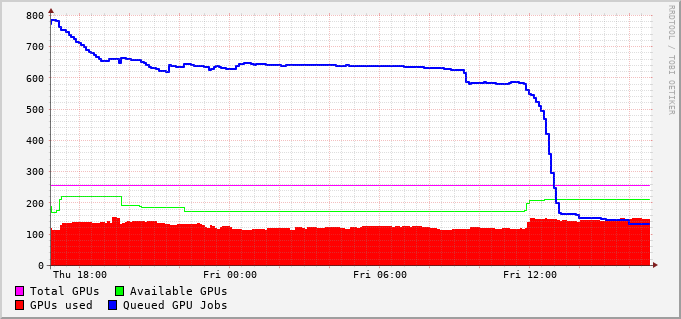 800
700
600
500
400
300
200
100
0
Thu 18:00 Fri 00:00 Fri 06:00 Fri 12:00
Total GPUs Available GPUs
GPUs used Queued GPU Jobs
RRDTOOL / TOBI OETIKER